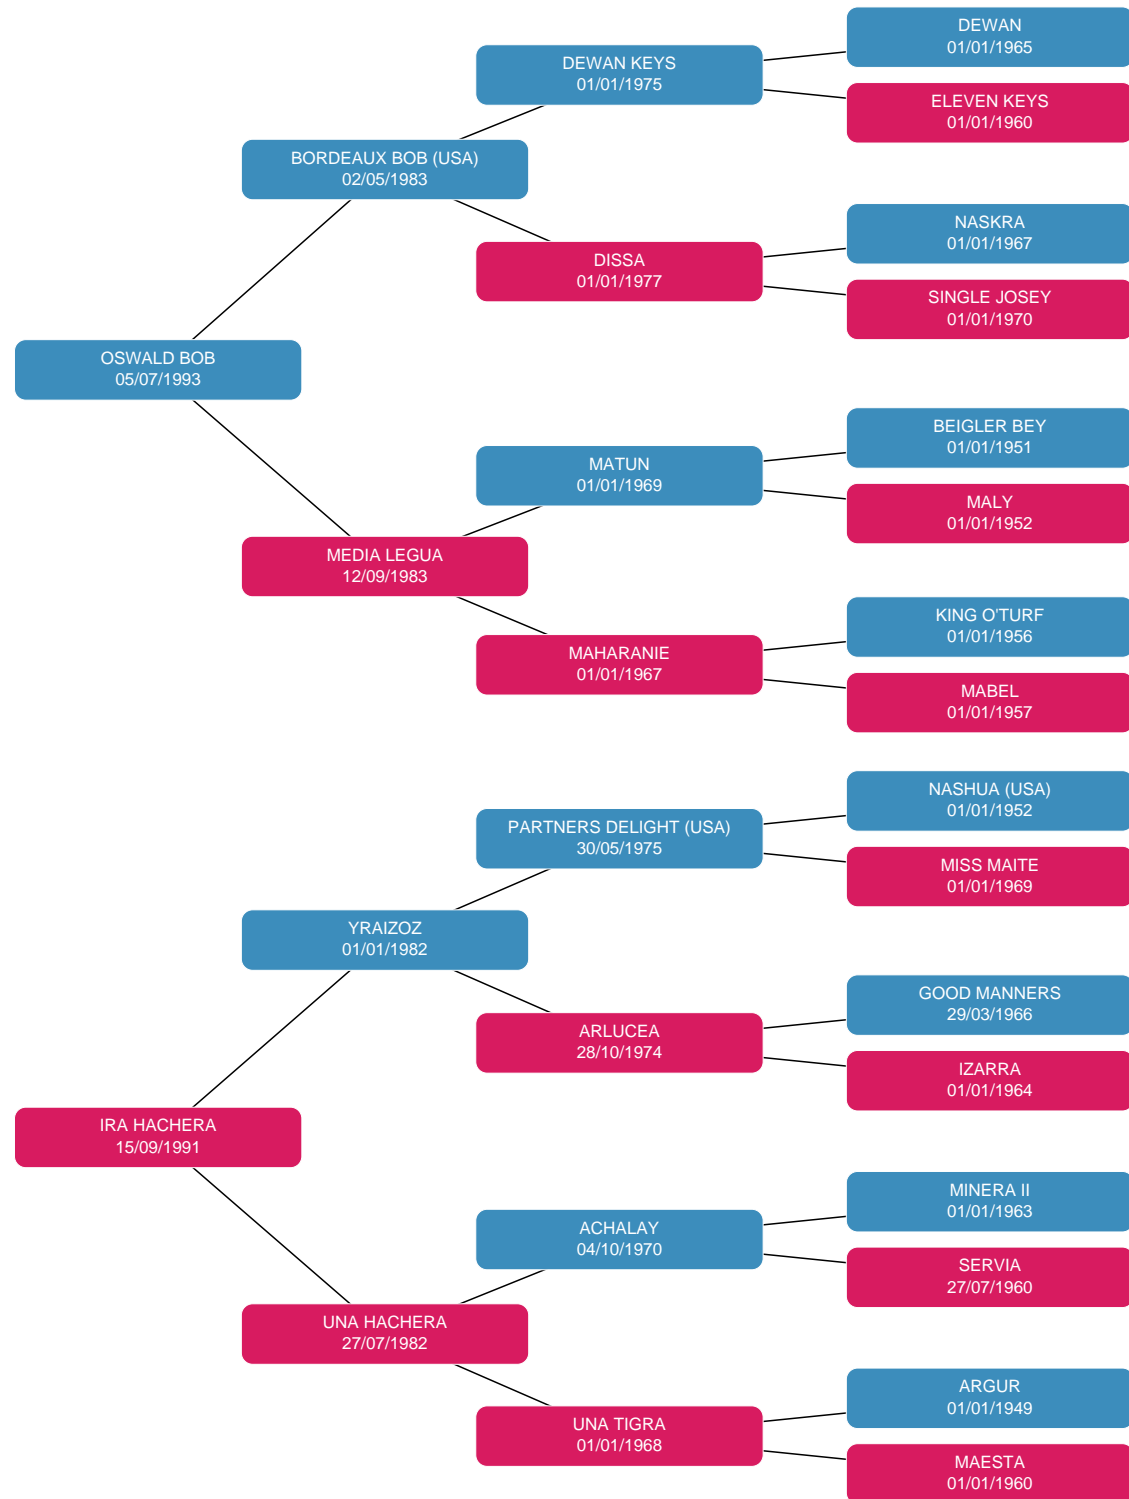 DEWAN
01/01/1965
DEWAN KEYS
01/01/1975
ELEVEN KEYS
01/01/1960
BORDEAUX BOB (USA)
02/05/1983
NASKRA
01/01/1967
DISSA
01/01/1977
SINGLE JOSEY
01/01/1970
OSWALD BOB
05/07/1993
BEIGLER BEY
01/01/1951
MATUN
01/01/1969
MALY
01/01/1952
MEDIA LEGUA
12/09/1983
KING O'TURF
01/01/1956
MAHARANIE
01/01/1967
MABEL
01/01/1957
NASHUA (USA)
01/01/1952
PARTNERS DELIGHT (USA)
30/05/1975
MISS MAITE
01/01/1969
YRAIZOZ
01/01/1982
GOOD MANNERS
29/03/1966
ARLUCEA
28/10/1974
IZARRA
01/01/1964
IRA HACHERA
15/09/1991
MINERA II
01/01/1963
ACHALAY
04/10/1970
SERVIA
27/07/1960
UNA HACHERA
27/07/1982
ARGUR
01/01/1949
UNA TIGRA
01/01/1968
MAESTA
01/01/1960